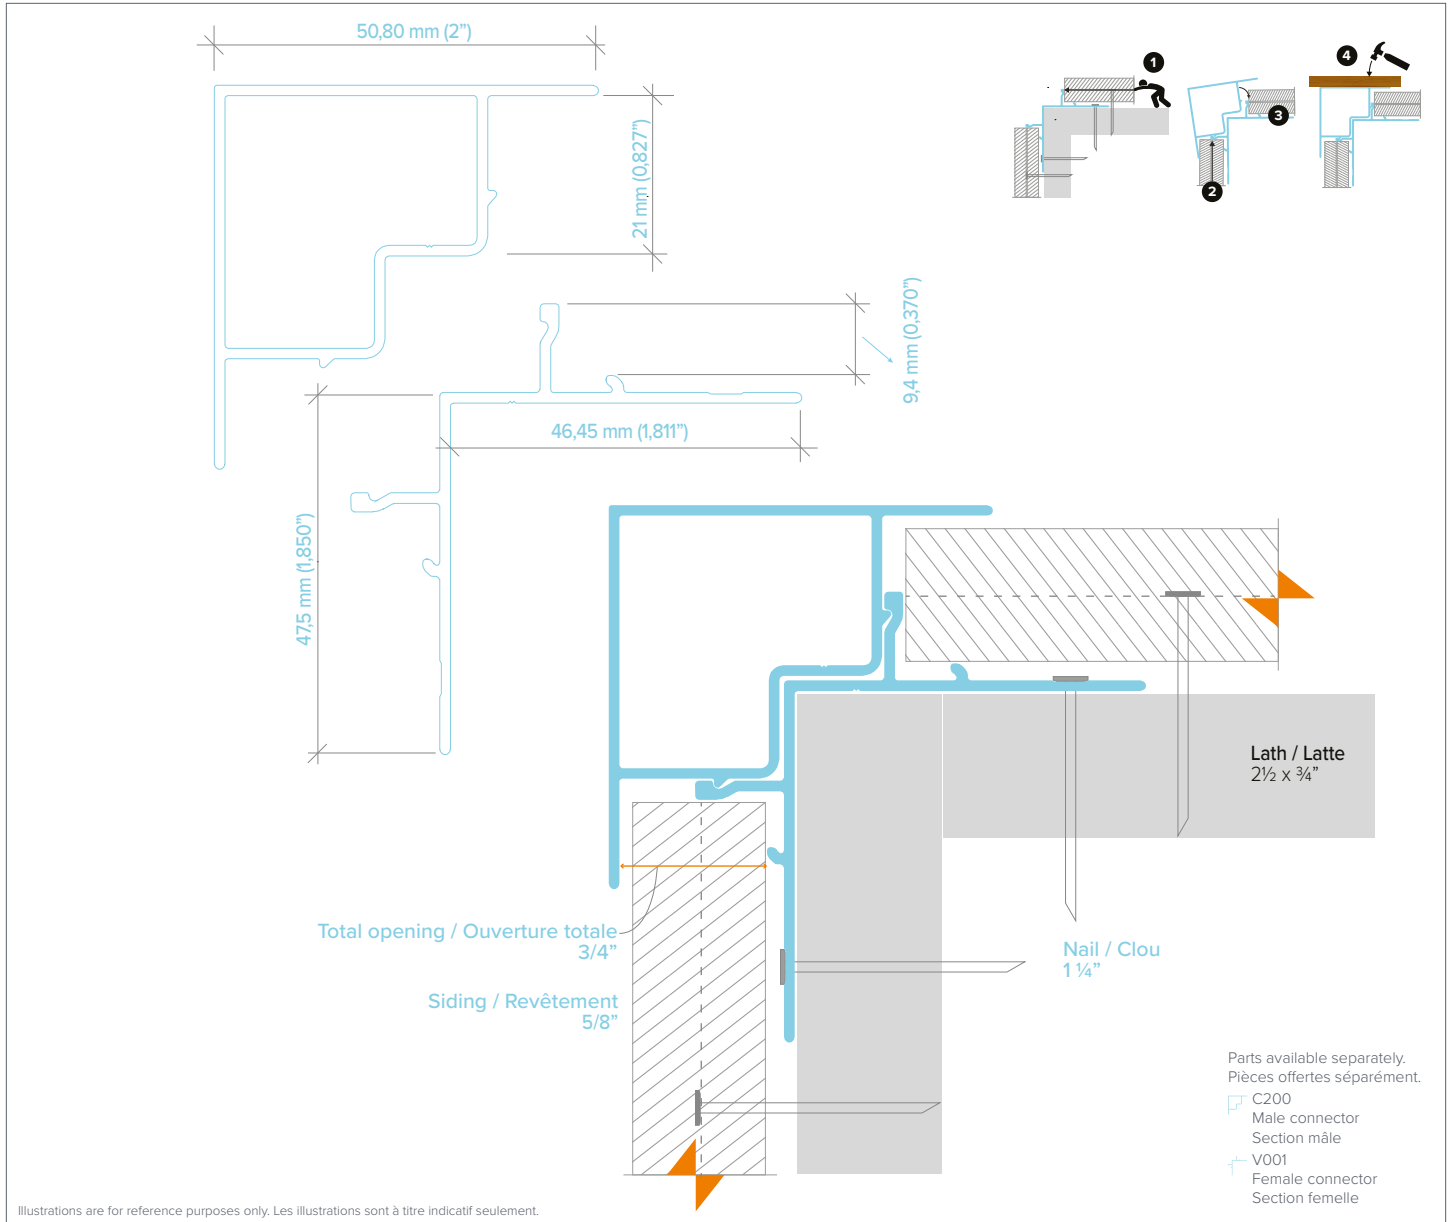 50,80 mm (2”)
21 mm (0,827”)
1
2
3
4
9,4 mm (0,370”)
46,45 mm (1,811”)
47,5 mm (1,850”)
Lath / Latte
2½ x ¾”
Total opening / Ouverture totale
3/4”
Siding / Revêtement
5/8”
Nail / Clou
1 ¼”
Parts available separately.
Pièces offertes séparément.
C200
Male connector
Section mâle
V001
Female connector
Section femelle
Illustrations are for reference purposes only. Les illustrations sont à titre indicatif seulement.